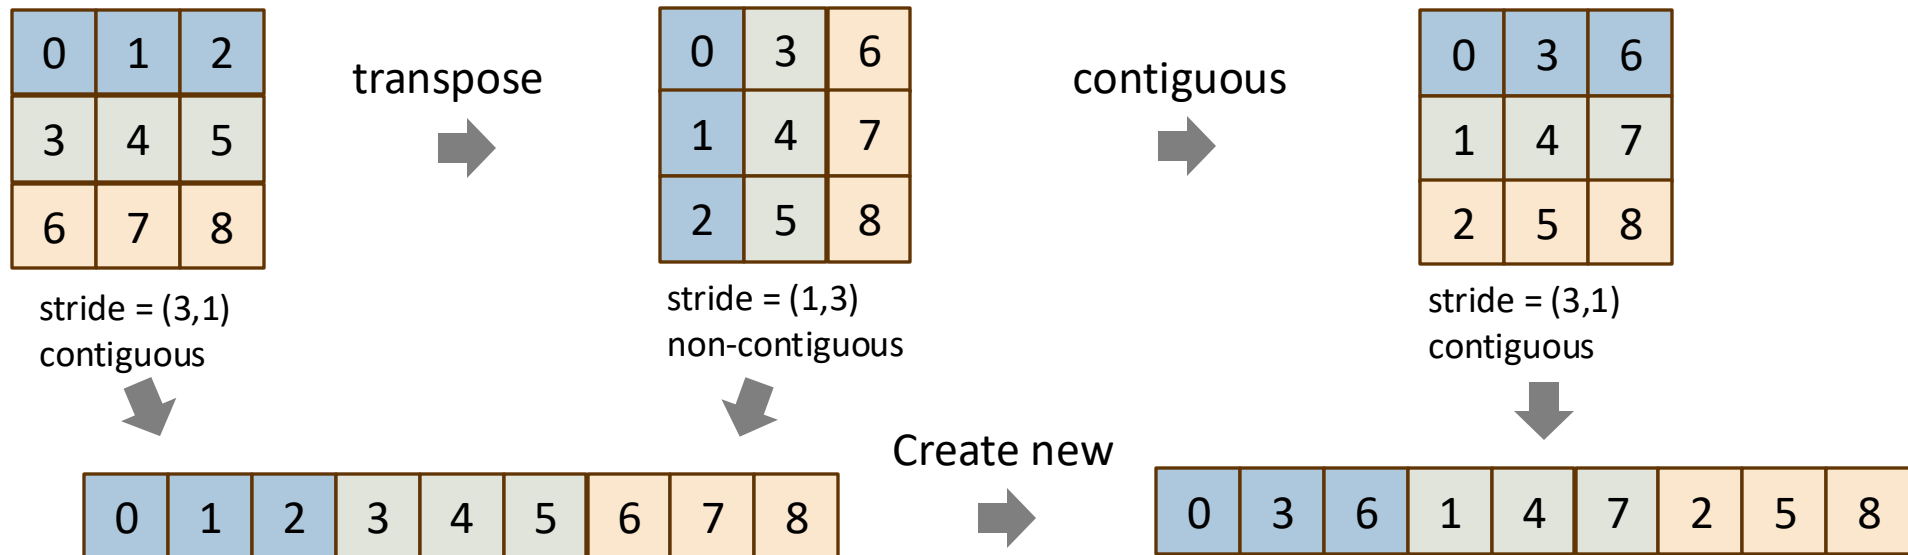 0 1 2
3 4 5
6 7 8
stride = (3,1)
contiguous
transpose
0 3 6
1 4 7
2 5 8
stride = (1,3)
non-contiguous
contiguous
0 3 6
1 4 7
2 5 8
stride = (3,1)
contiguous
0 1 2 3 4 5 6 7 8
Create new
0 3 6 1 4 7 2 5 8